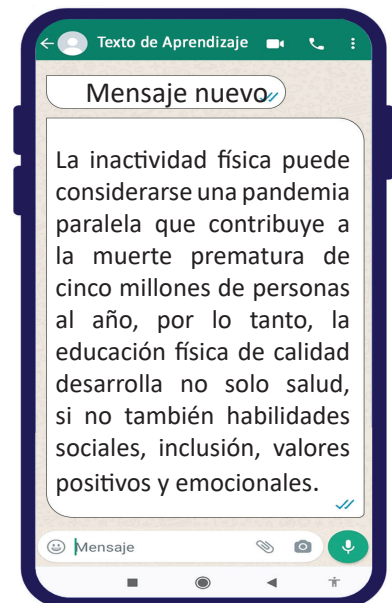 Texto de Aprendizaje
Mensaje nuevo
La inactividad física puede
considerarse una pandemia
paralela que contribuye a
la muerte prematura de
cinco millones de personas
al año, por lo tanto, la
educación física de calidad
desarrolla no solo salud,
si no también habilidades
sociales, inclusión, valores
positivos y emocionales.
Mensaje